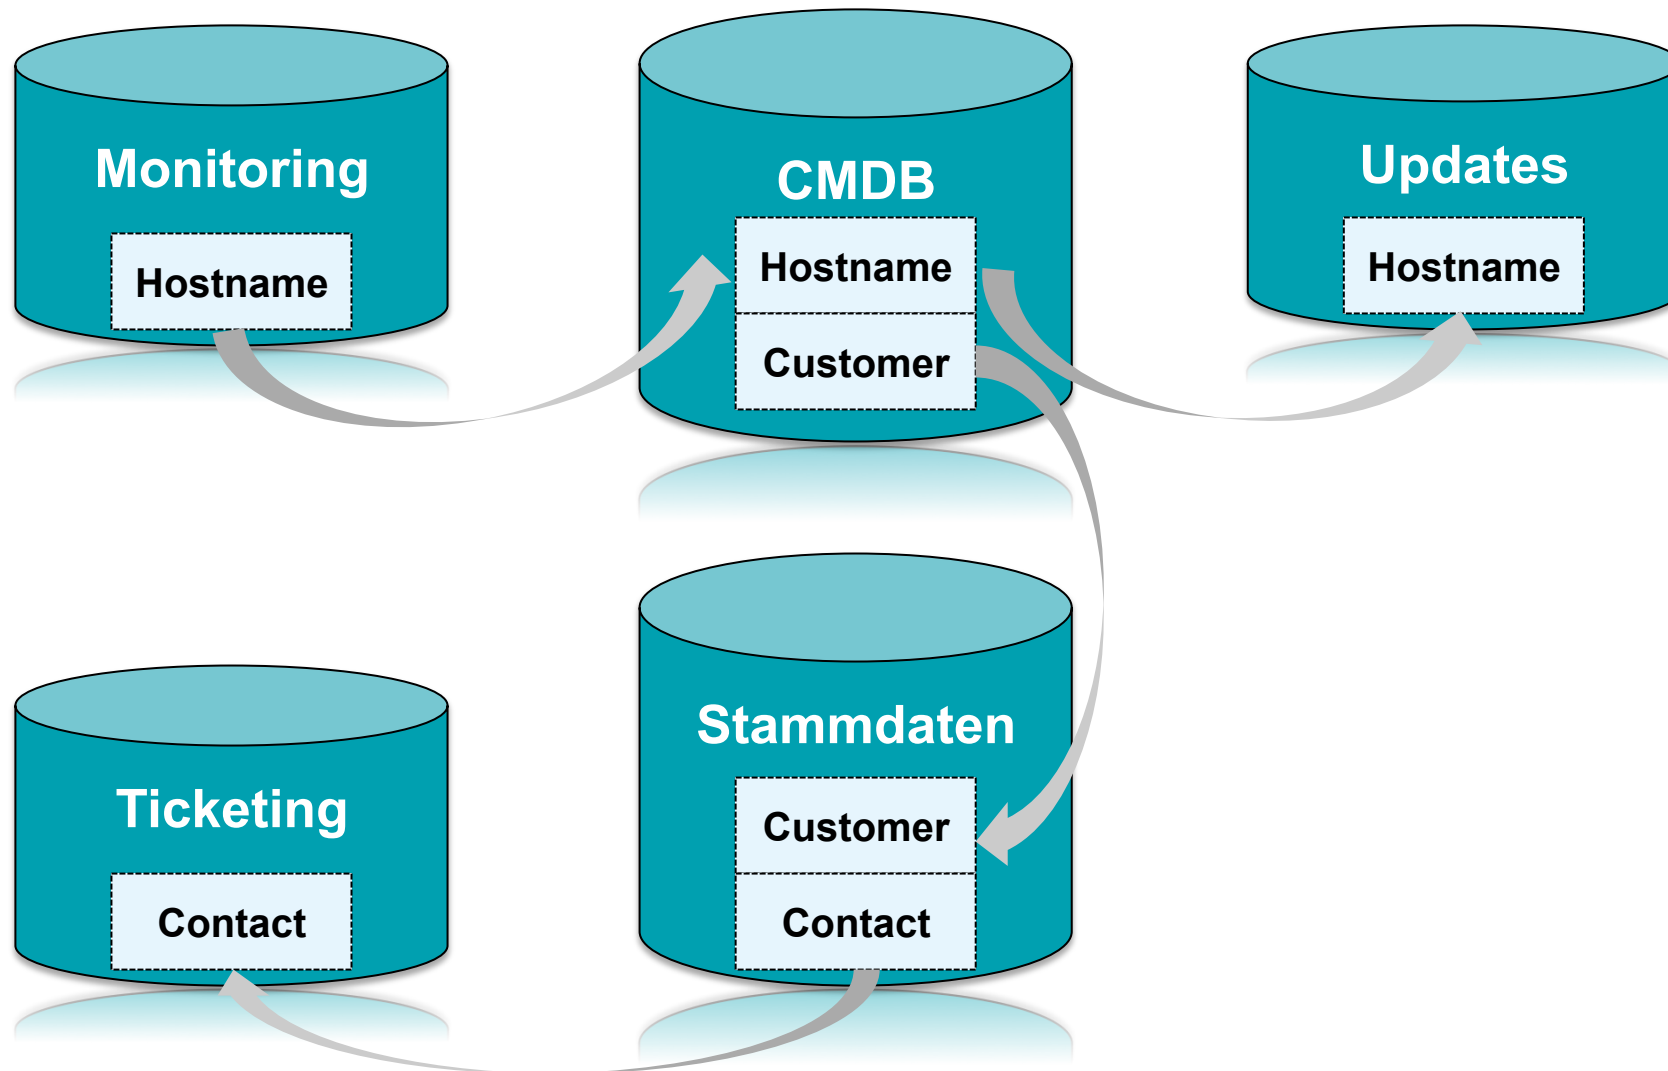 Monitoring
Hostname
CMDB
Hostname
Customer
Updates
Hostname
Ticketing
Contact
Stammdaten
Customer
Contact